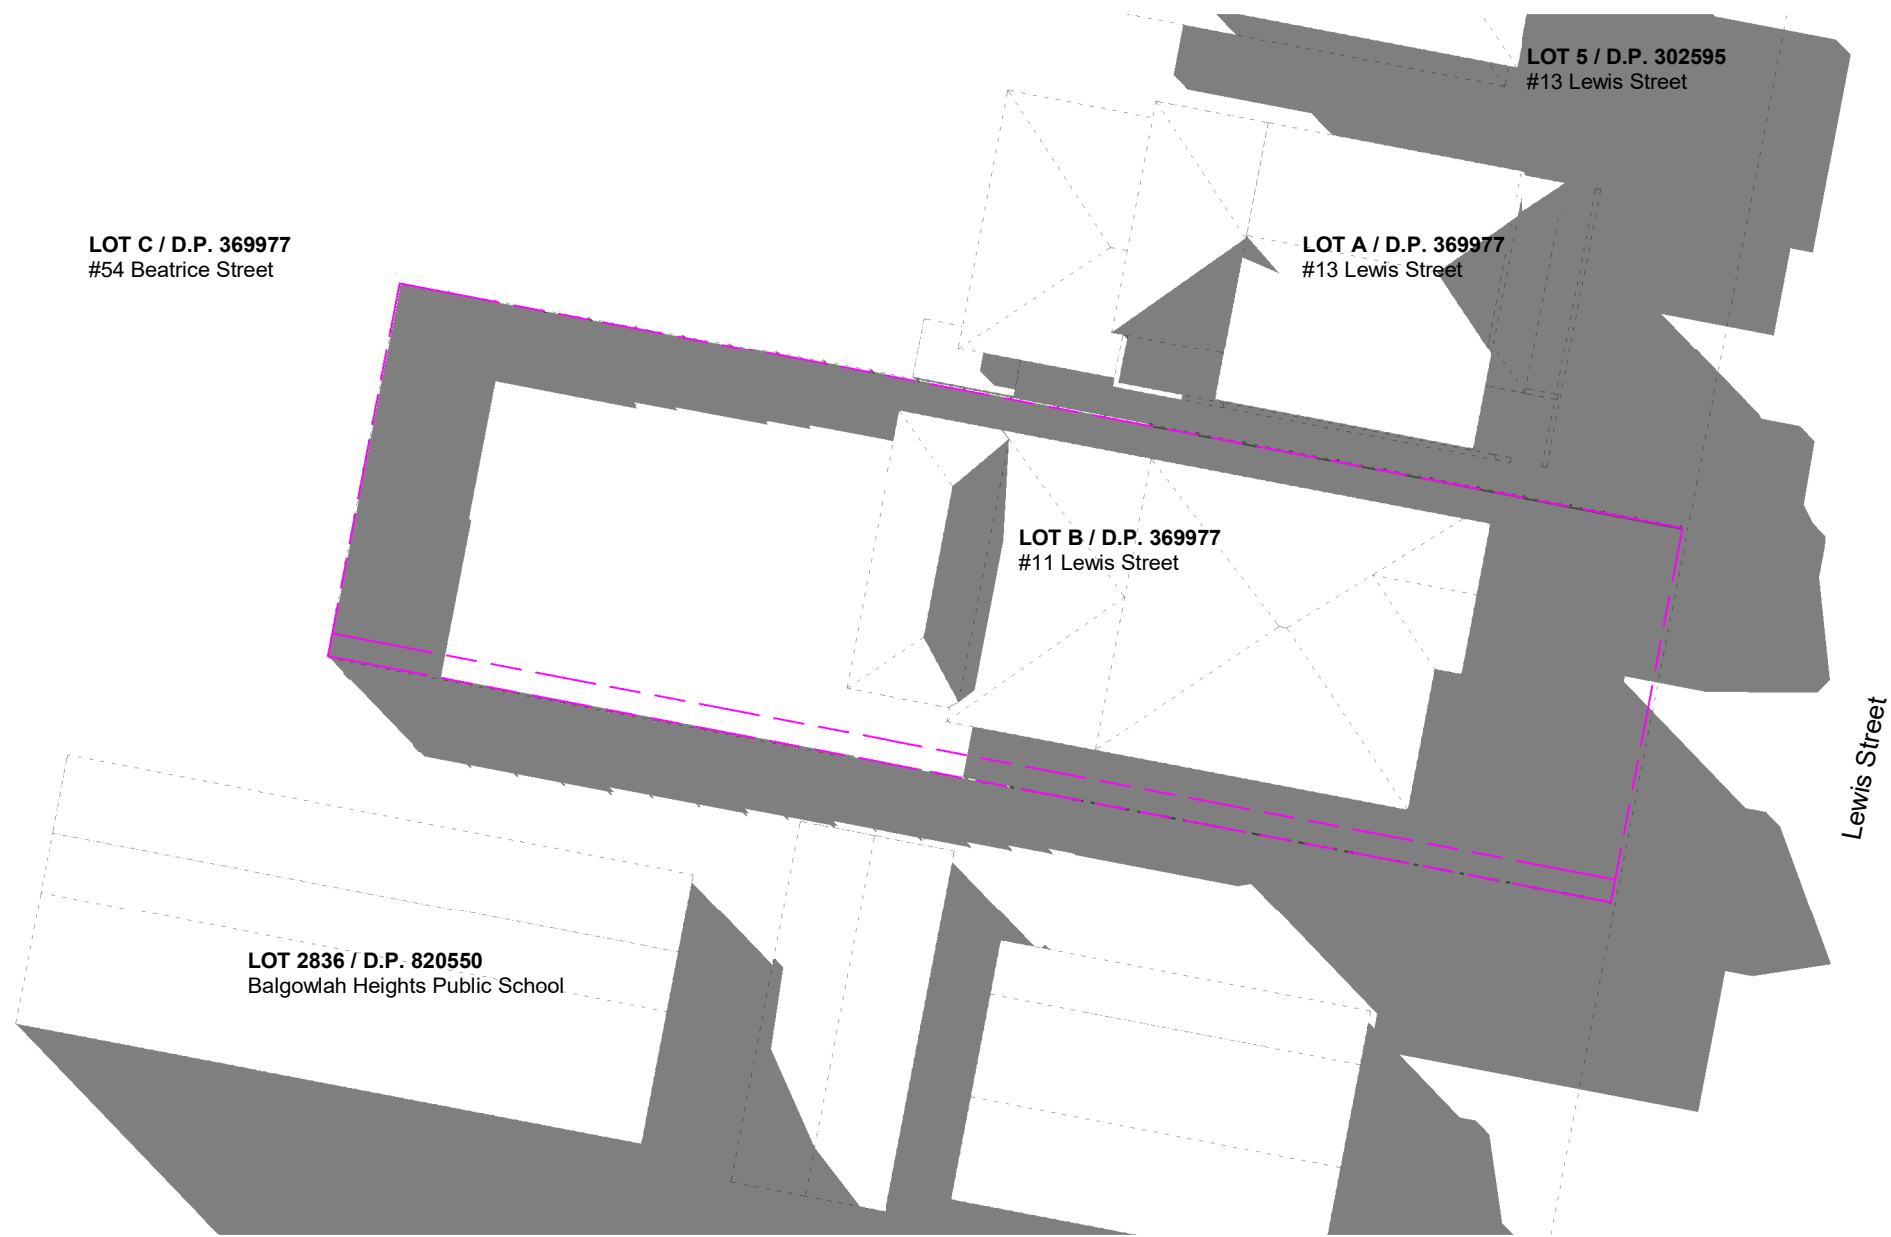 LOT 5 / D.P. 302595
#13 Lewis Street
LOT C / D.P. 369977
#54 Beatrice Street
LOT A / D.P. 369977
#13 Lewis Street
LOT B / D.P. 369977
#11 Lewis Street
Lewis Street
LOT 2836 / D.P. 820550
Balgowlah Heights Public School